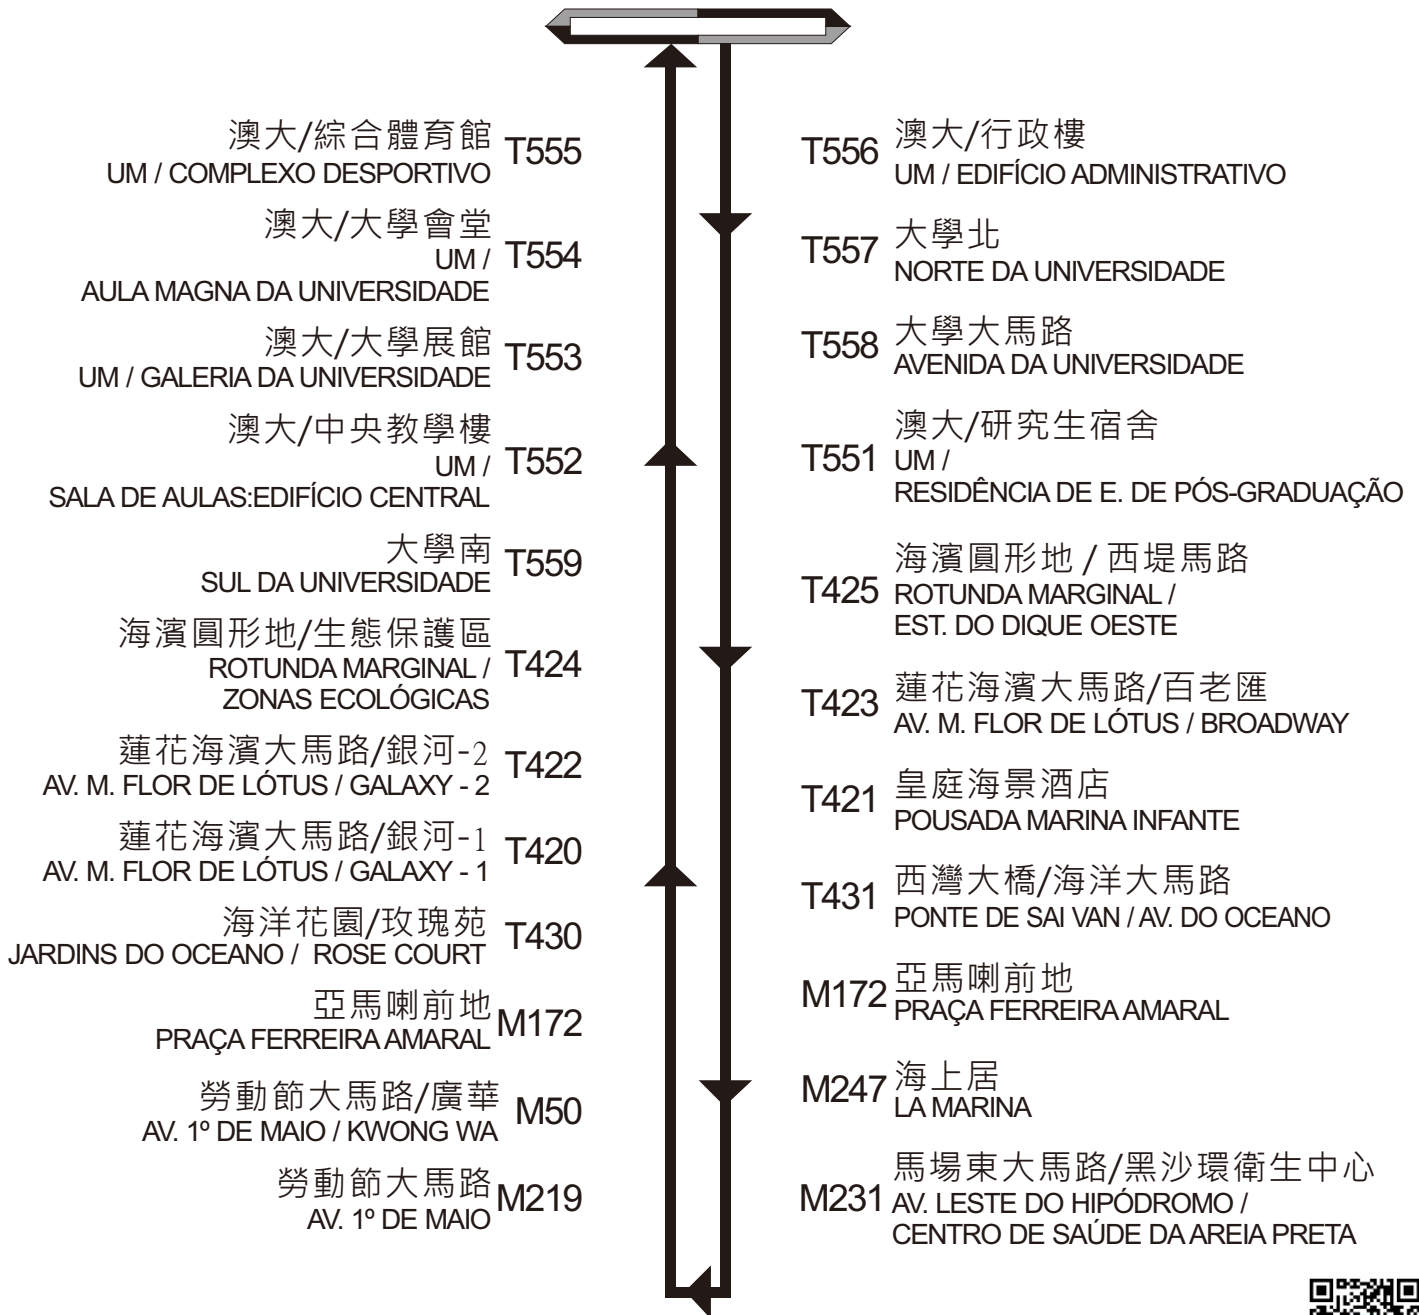 澳大/綜合體育館
UM / COMPLEXO DESPORTIVO
T555
澳大/大學會堂
UM /
AULA MAGNA DA UNIVERSIDADE
T554
澳大/大學展館
UM / GALERIA DA UNIVERSIDADE
T553
澳大/中央教學樓
UM /
SALA DE AULAS:EDIFÍCIO CENTRAL
T552
大學南
SUL DA UNIVERSIDADE
T559
海濱圓形地/生態保護區
ROTUNDA MARGINAL /
ZONAS ECOLÓGICAS
T424
蓮花海濱大馬路/銀河-2
AV. M. FLOR DE LÓTUS / GALAXY - 2
T422
蓮花海濱大馬路/銀河-1
AV. M. FLOR DE LÓTUS / GALAXY - 1
T420
海洋花園/玫瑰苑
JARDINS DO OCEANO / ROSE COURT
T430
亞馬喇前地
PRAÇA FERREIRA AMARAL
M172
勞動節大馬路/廣華
AV. 1º DE MAIO / KWONG WA
M50
勞動節大馬路
AV. 1º DE MAIO
M219
T556
澳大/行政樓
UM / EDIFÍCIO ADMINISTRATIVO
T557
大學北
NORTE DA UNIVERSIDADE
T558
大學大馬路
AVENIDA DA UNIVERSIDADE
T551
澳大/研究生宿舍
UM /
RESIDÊNCIA DE E. DE PÓS-GRADUAÇÃO
T425
海濱圓形地 / 西堤馬路
ROTUNDA MARGINAL /
EST. DO DIQUE OESTE
T423
蓮花海濱大馬路/百老匯
AV. M. FLOR DE LÓTUS / BROADWAY
T421
皇庭海景酒店
POUSADA MARINA INFANTE
T431
西灣大橋/海洋大馬路
PONTE DE SAI VAN / AV. DO OCEANO
M172
亞馬喇前地
PRAÇA FERREIRA AMARAL
M247
海上居
LA MARINA
M231
馬場東大馬路/黑沙環衛生中心
AV. LESTE DO HIPÓDROMO /
CENTRO DE SAÚDE DA AREIA PRETA